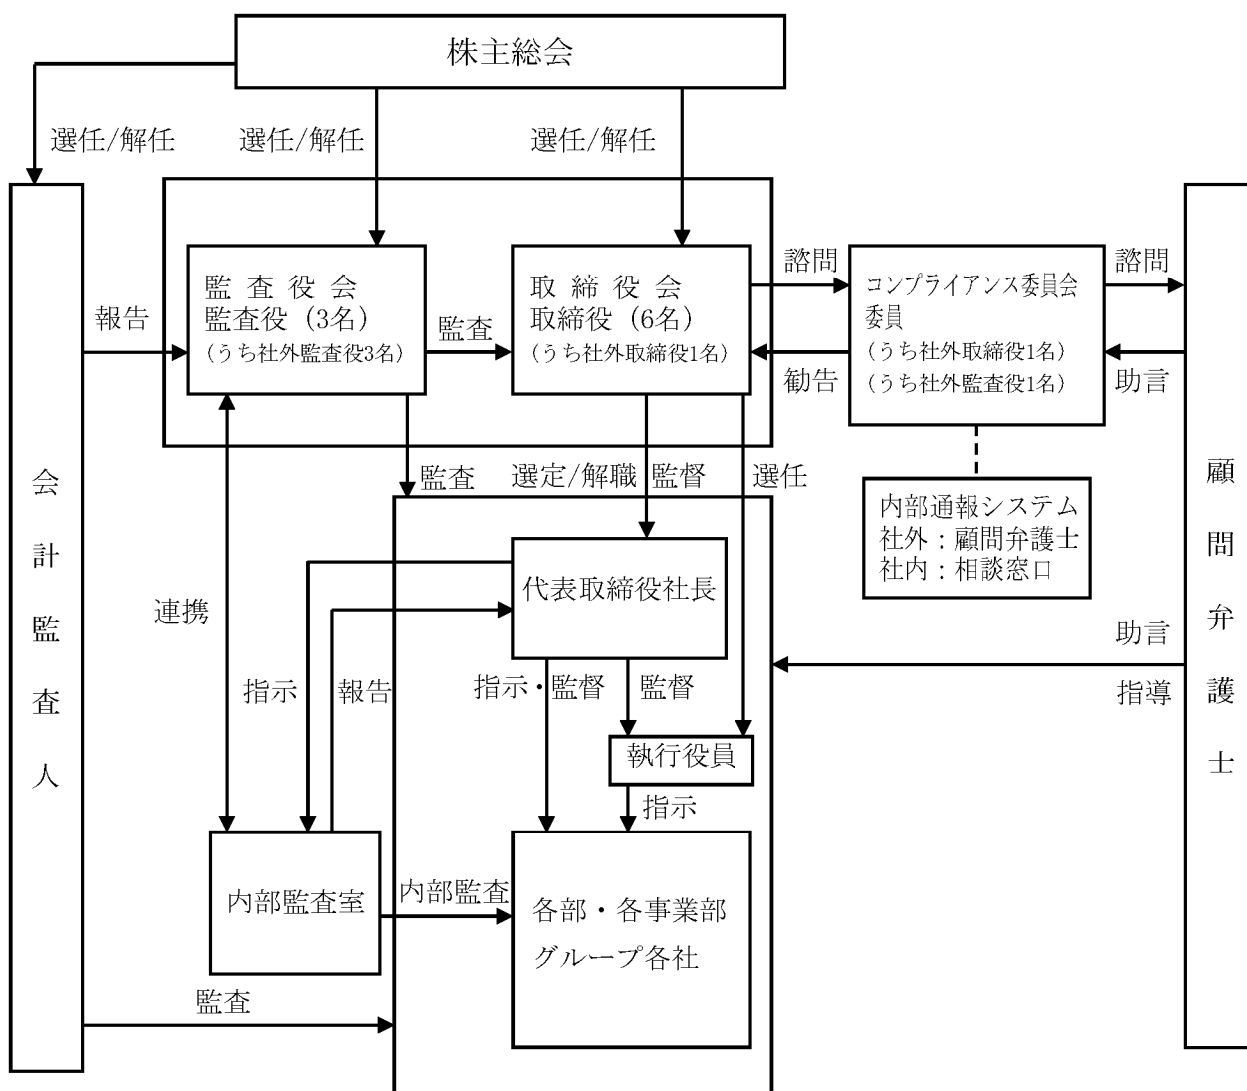 株主総会
選任/解任
選任/解任
選任/解任
監査役会
監査役（3名）
（うち社外監査役3名）
取締役会
取締役（6名）
（うち社外取締役1名）
諮問
コンプライアンス委員会
委員
（うち社外取締役1名）
（うち社外監査役1名）
諮問
報告
監査
勧告
助言
会計監査人
顧問弁護士
監査
選定/解職
監督
選任
内部通報システム
社外：顧問弁護士
社内：相談窓口
代表取締役社長
連携
助言
指示
報告
指示・監督
監督
指導
執行役員
指示
内部監査室
内部監査
各部・各事業部
グループ各社
監査